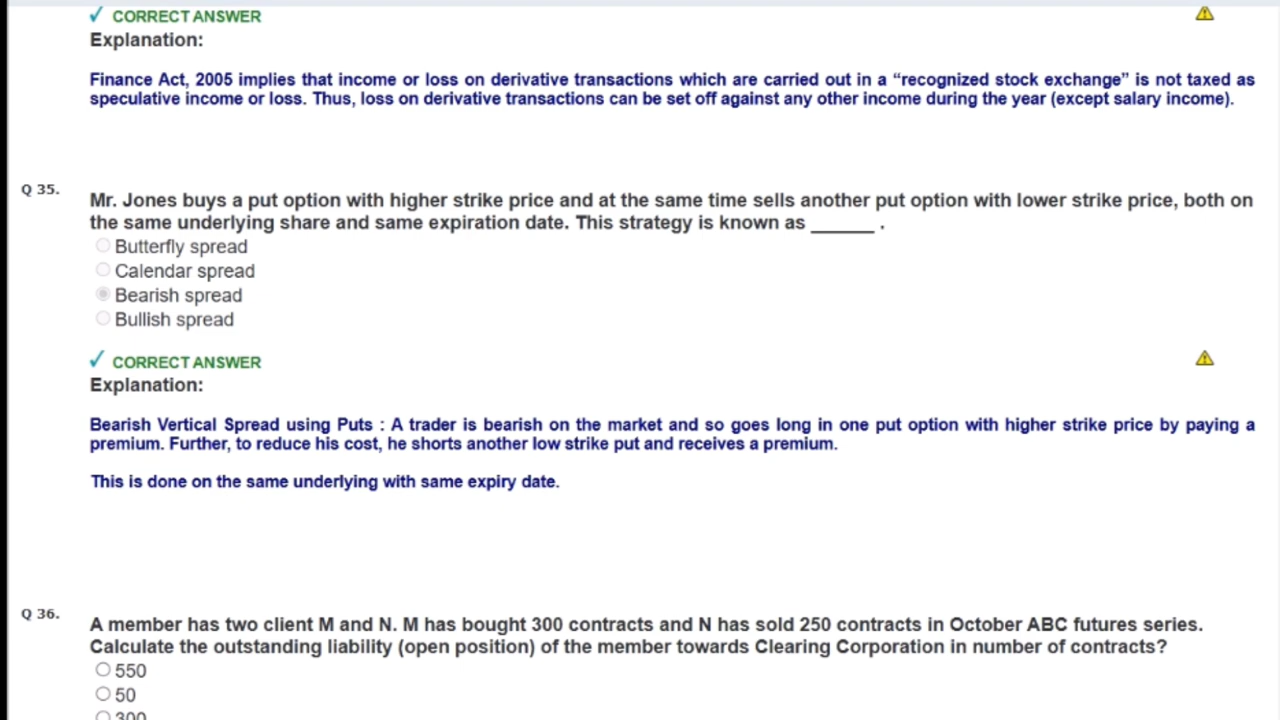 ✓ CORRECT ANSWER
Explanation:
Finance Act, 2005 implies that income or loss on derivative transactions which are carried out in a “recognized stock exchange” is not taxed as
speculative income or loss. Thus, loss on derivative transactions can be set off against any other income during the year (except salary income).
Q 35.
Mr. Jones buys a put option with higher strike price and at the same time sells another put option with lower strike price, both on
the same underlying share and same expiration date. This strategy is known as ______ .
Butterfly spread
Calendar spread
Bearish spread
Bullish spread
✓ CORRECT ANSWER
Explanation:
Bearish Vertical Spread using Puts : A trader is bearish on the market and so goes long in one put option with higher strike price by paying a
premium. Further, to reduce his cost, he shorts another low strike put and receives a premium.
This is done on the same underlying with same expiry date.
Q 36.
A member has two client M and N. M has bought 300 contracts and N has sold 250 contracts in October ABC futures series.
Calculate the outstanding liability (open position) of the member towards Clearing Corporation in number of contracts?
550
50
300